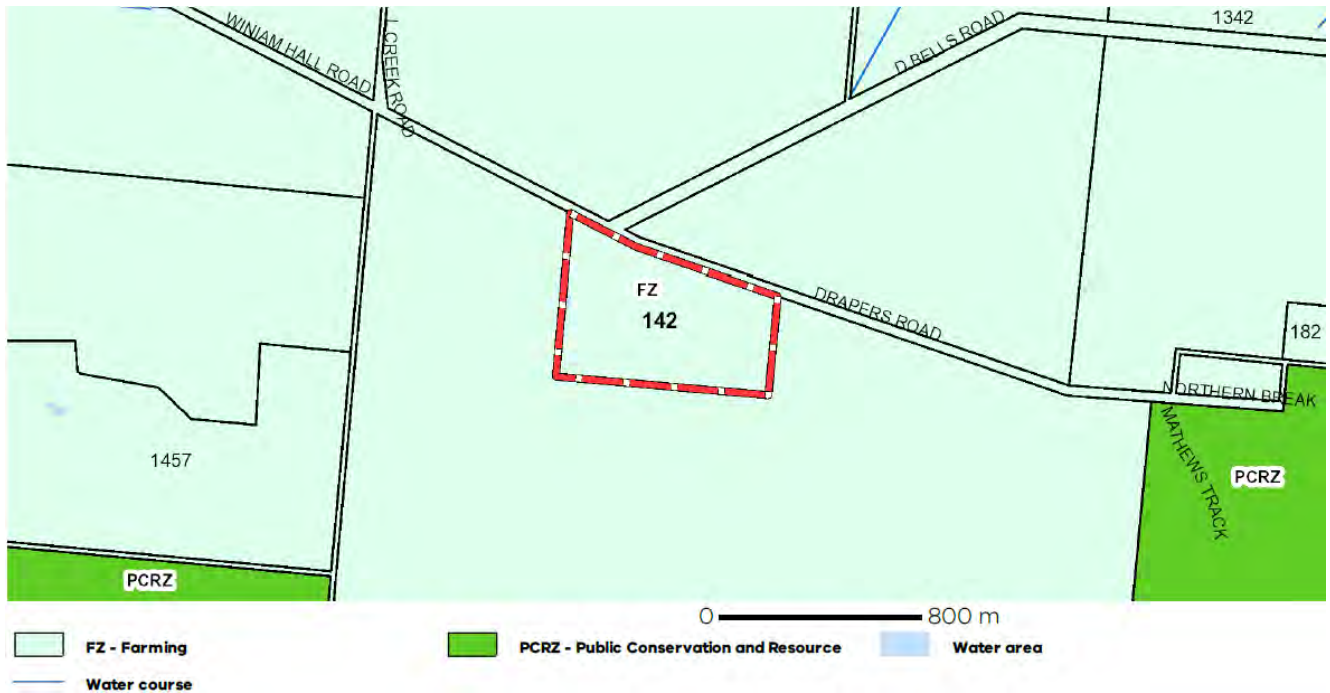 1342
WINIAM HALL ROAD
L CREEK ROAD
D BELLS ROAD
FZ
142
DRAPERS ROAD
182
NORTHERN BREAK
MATHEWS TRACK
1457
PCRZ
PCRZ
0 800 m
FZ - Farming
PCRZ - Public Conservation and Resource
Water area
Water course